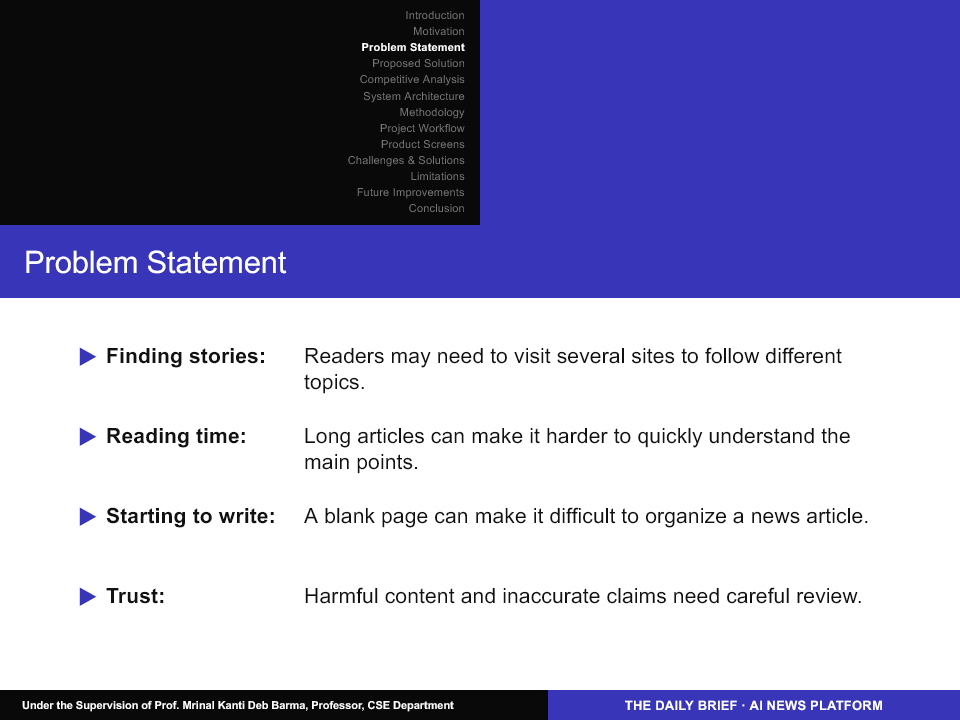 Introduction
Motivation
Problem Statement
Proposed Solution
Competitive Analysis
System Architecture
Methodology
Project Workflow
Product Screens
Challenges & Solutions
Limitations
Future Improvements
Conclusion
Problem Statement
Finding stories: Readers may need to visit several sites to follow different
topics.
Reading time: Long articles can make it harder to quickly understand the
main points.
Starting to write: A blank page can make it difficult to organize a news article.
Trust: Harmful content and inaccurate claims need careful review.
Under the Supervision of Prof. Mrinal Kanti Deb Barma, Professor, CSE Department
THE DAILY BRIEF · AI NEWS PLATFORM